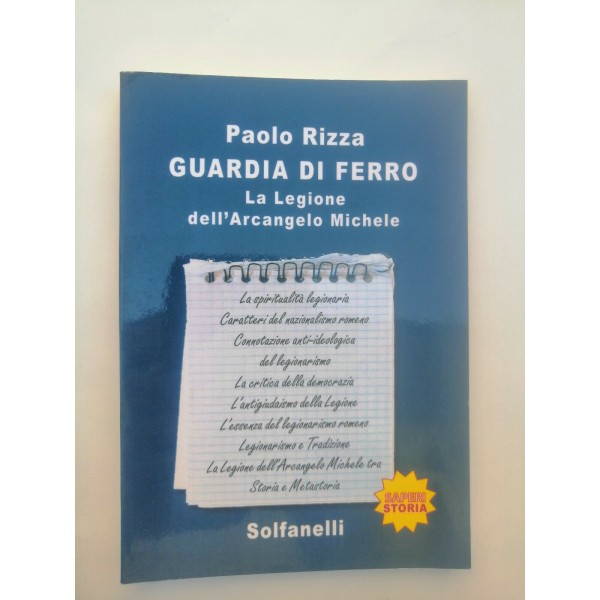 Paolo Rizza
GUARDIA DI FERRO
La Legione
dell'Arcangelo Michele
La spiritualità legionaria
Caratteri del nazionalismo romeno
Connotazione anti-ideologica
del legionarismo
La critica della democrazia
L'antigiudaismo della Legione
L'essenza del legionarismo romeno
Legionarismo e Tradizione
La Legione dell'Arcangelo Michele tra
Storia e Metastoria
SAPERI
STORIA
Solfanelli